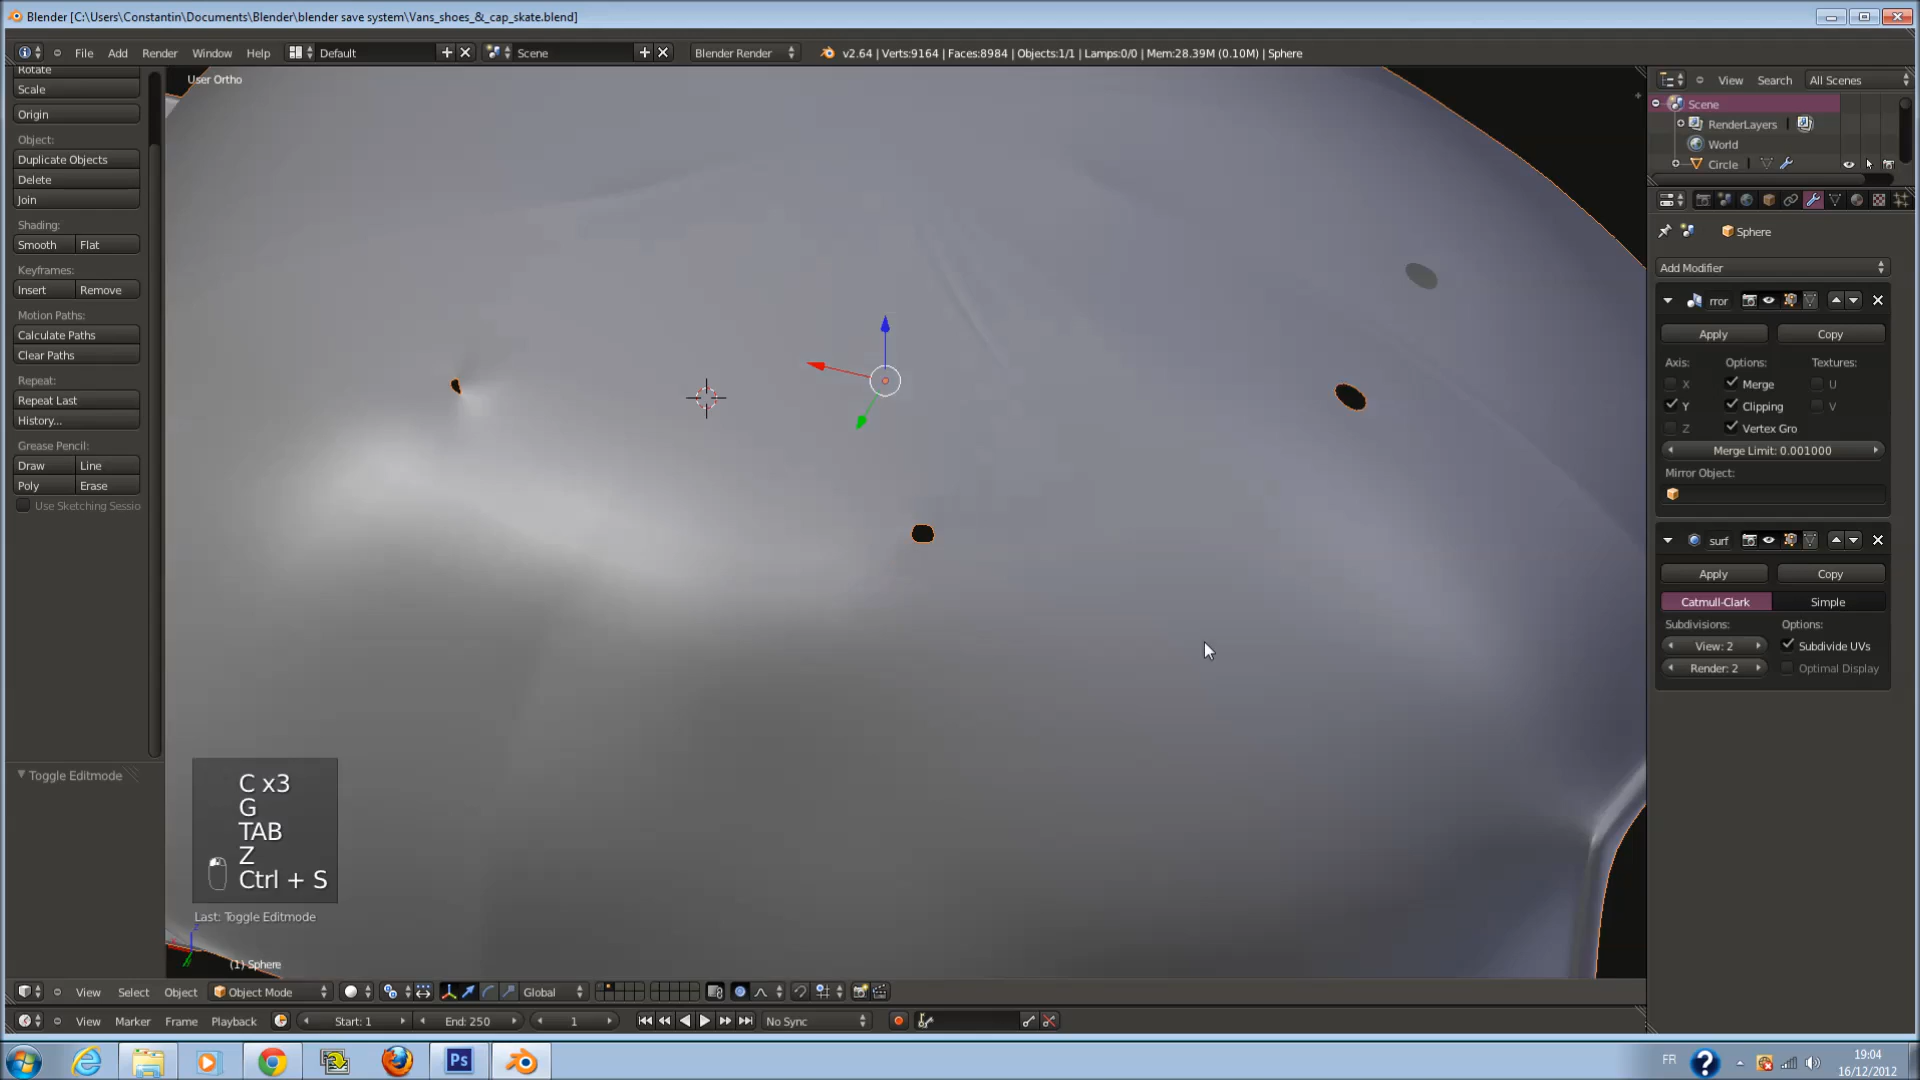 Blender [C:\Users\Constantin\Documents\Blender\blender save system\Vans_shoes_&_cap_skate.blend]
File Add Render Window Help Default Scene Blender Render v2.64 | Verts:9164 | Faces:8984 | Objects:1/1 | Lamps:0/0 | Mem:28.39M (0.10M) | Sphere
Rotate
Scale
Origin
Object:
Duplicate Objects
Delete
Join
Shading:
Smooth Flat
Keyframes:
Insert Remove
Motion Paths:
Calculate Paths
Clear Paths
Repeat:
Repeat Last
History...
Grease Pencil:
Draw Line
Poly Erase
Use Sketching Sessio
Toggle Editmode
User Ortho
C x3
G
TAB
Z
Ctrl + S
Last: Toggle Editmode
(1) Sphere
View Search All Scenes
Scene
RenderLayers
World
Circle
Sphere
Add Modifier
rror
Apply Copy
Axis: Options: Textures:
X Merge U
Y Clipping V
Z Vertex Gro
Merge Limit: 0.001000
Mirror Object:
surf
Apply Copy
Catmull-Clark Simple
Subdivisions: Options:
View: 2 Subdivide UVs
Render: 2 Optimal Display
View Select Object Object Mode Global
View Marker Frame Playback Start: 1 End: 250 1 No Sync
Ps FR 19:04
16/12/2012